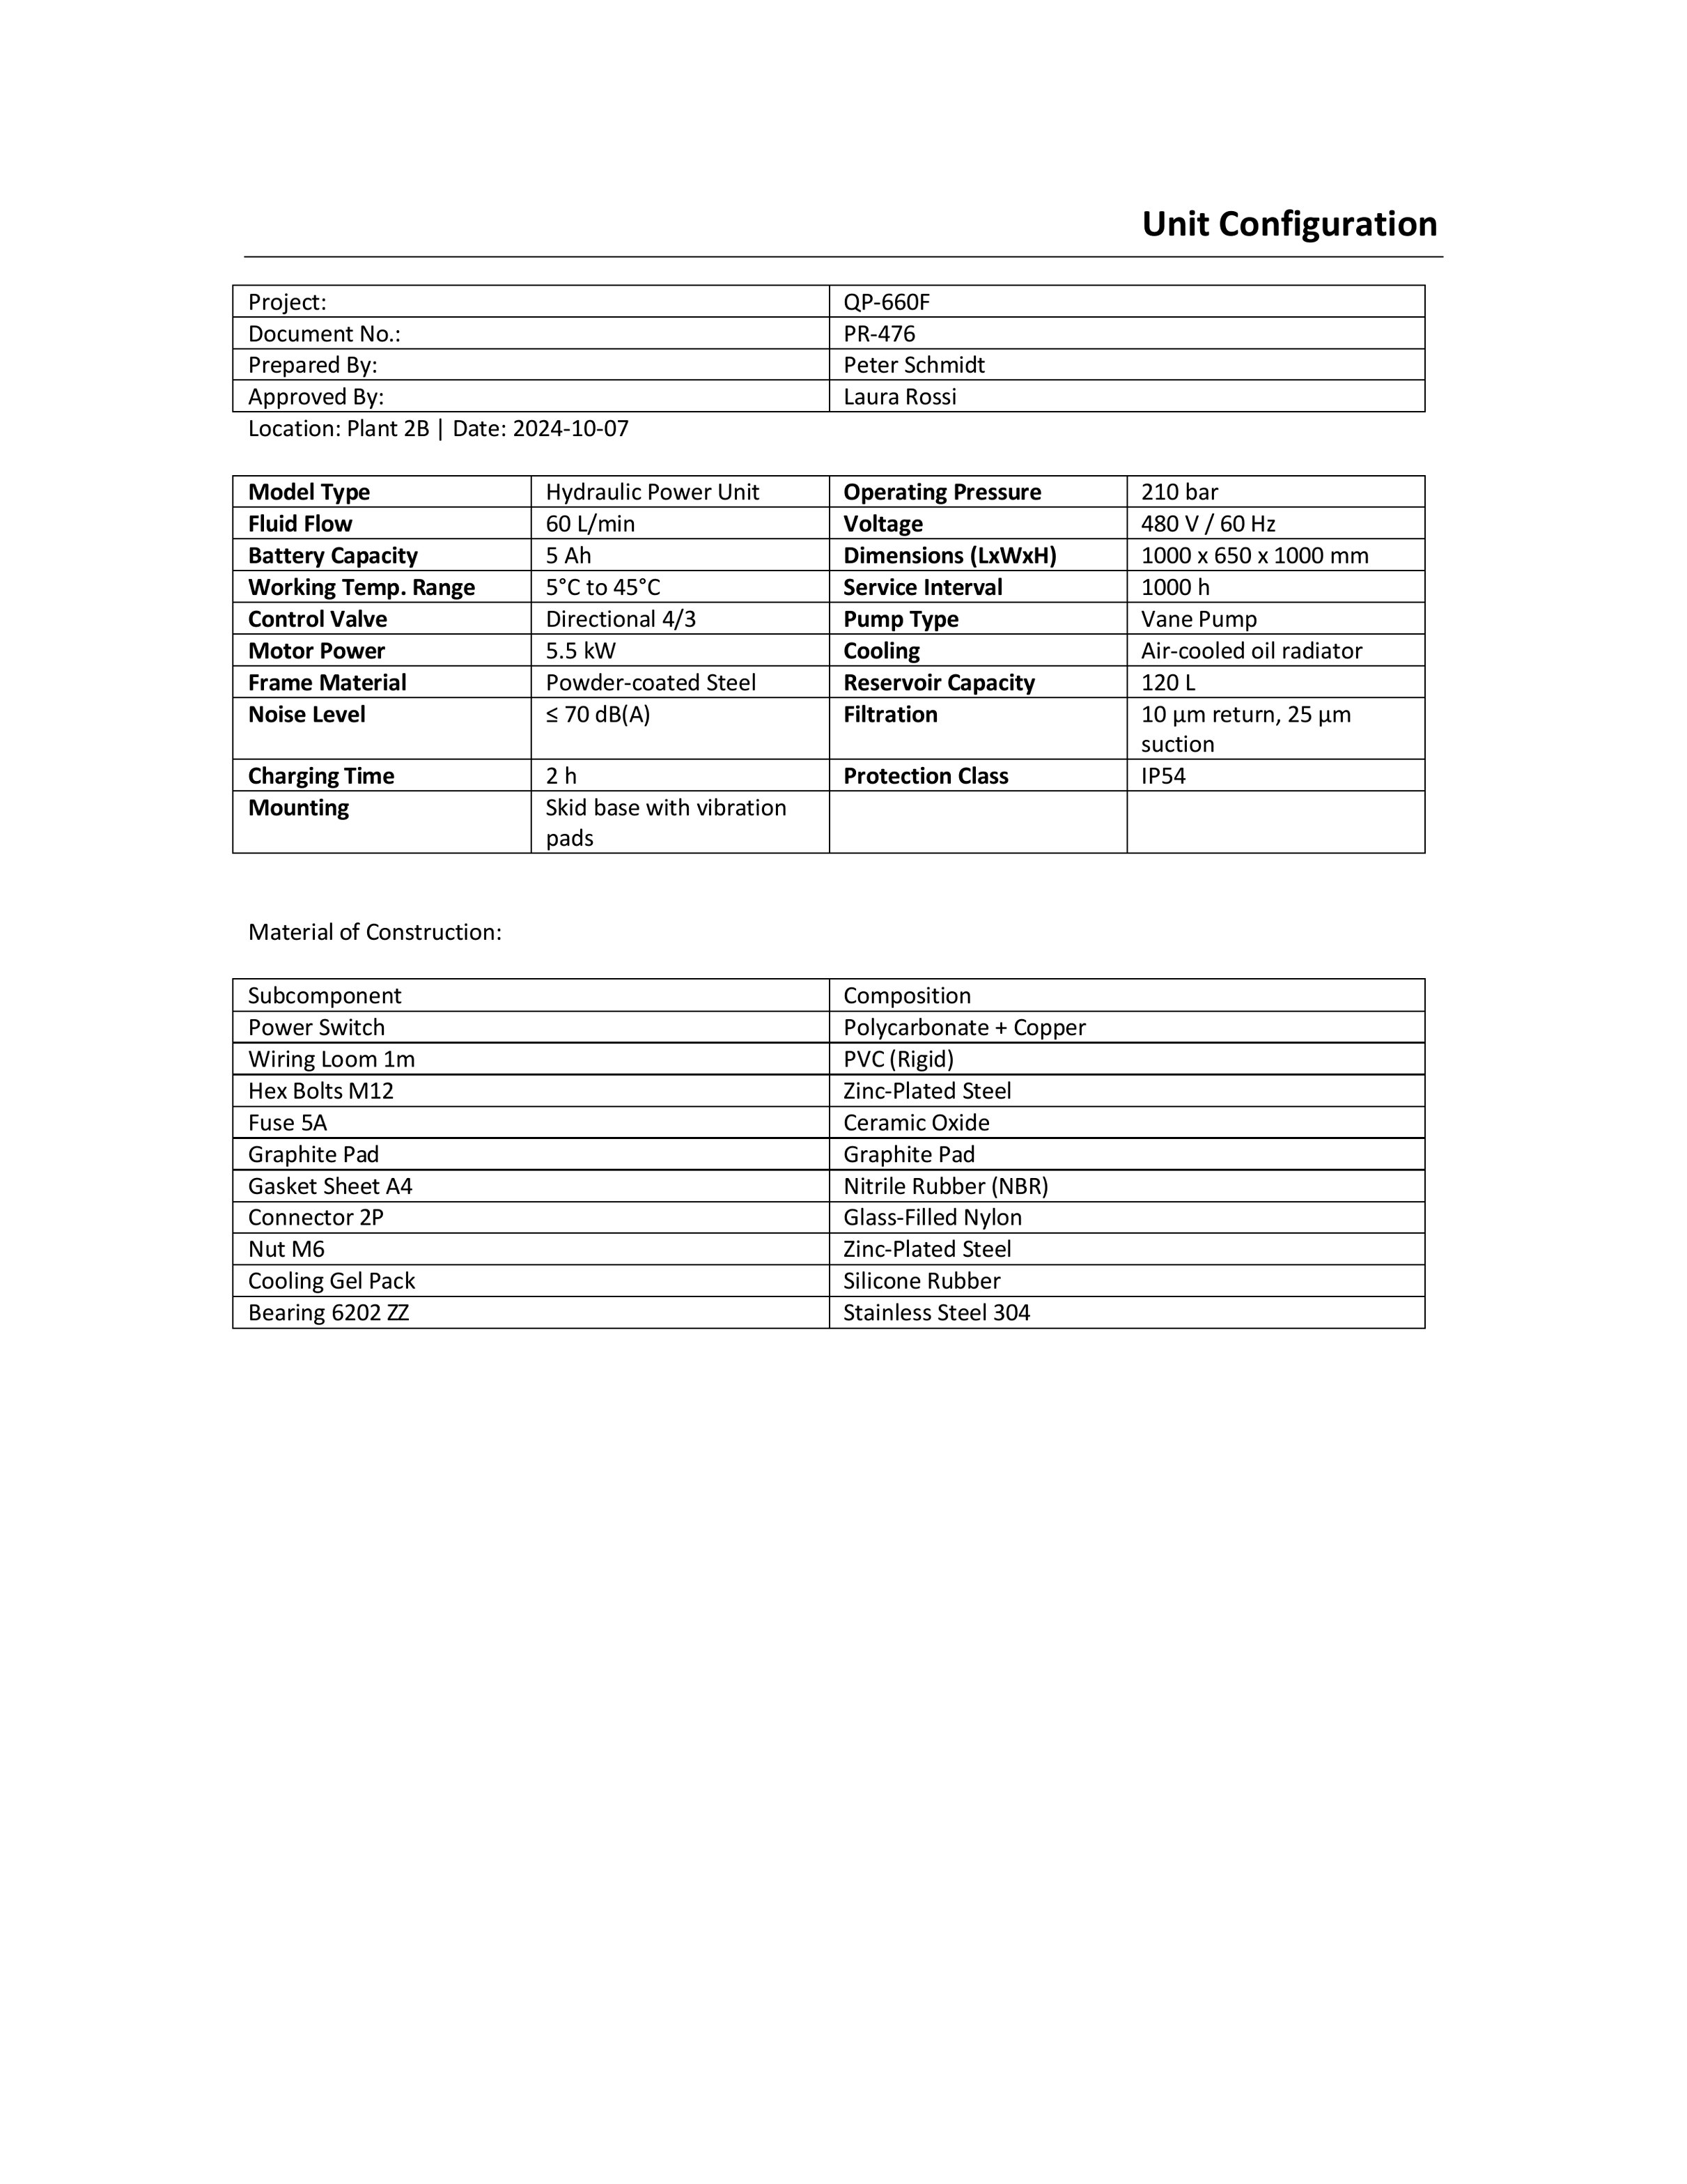 Unit Configuration
Project: QP-660F
Document No.: PR-476
Prepared By: Peter Schmidt
Approved By: Laura Rossi
Location: Plant 2B | Date: 2024-10-07
Model Type Hydraulic Power Unit Operating Pressure 210 bar
Fluid Flow 60 L/min Voltage 480 V / 60 Hz
Battery Capacity 5 Ah Dimensions (LxWxH) 1000 x 650 x 1000 mm
Working Temp. Range 5°C to 45°C Service Interval 1000 h
Control Valve Directional 4/3 Pump Type Vane Pump
Motor Power 5.5 kW Cooling Air-cooled oil radiator
Frame Material Powder-coated Steel Reservoir Capacity 120 L
Noise Level ≤ 70 dB(A) Filtration 10 µm return, 25 µm
suction
Charging Time 2 h Protection Class IP54
Mounting Skid base with vibration
pads
Material of Construction:
Subcomponent Composition
Power Switch Polycarbonate + Copper
Wiring Loom 1m PVC (Rigid)
Hex Bolts M12 Zinc-Plated Steel
Fuse 5A Ceramic Oxide
Graphite Pad Graphite Pad
Gasket Sheet A4 Nitrile Rubber (NBR)
Connector 2P Glass-Filled Nylon
Nut M6 Zinc-Plated Steel
Cooling Gel Pack Silicone Rubber
Bearing 6202 ZZ Stainless Steel 304